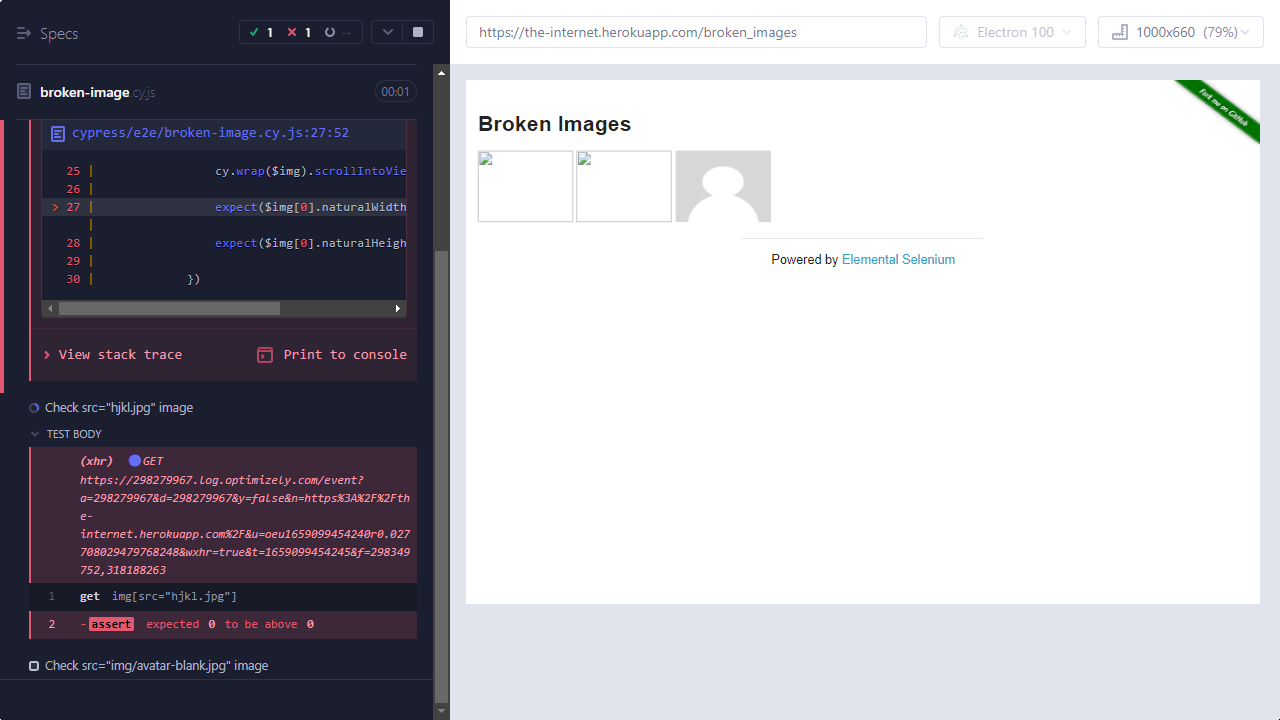 Specs
1 1 --
https://the-internet.herokuapp.com/broken_images
Electron 100
1000x660 (79%)
broken-image.cy.js
00:01
cypress/e2e/broken-image.cy.js:27:52
25 | cy.wrap($img).scrollIntoVie
26 |
> 27 | expect($img[0].naturalWidth
|
28 | expect($img[0].naturalHeigh
29 |
30 | })
View stack trace
Print to console
Check src="hjkl.jpg" image
TEST BODY
(xhr) GET
https://298279967.log.optimizely.com/event?
a=298279967&d=298279967&y=false&n=https%3A%2F%2Fth
e-
internet.herokuapp.com%2F&u=oeu1659099454240r0.027
708029479768248&wxhr=true&t=1659099454245&f=298349
752,318188263
1 get img[src="hjkl.jpg"]
2 -assert expected 0 to be above 0
Check src="img/avatar-blank.jpg" image
Fork me on GitHub
Broken Images
Powered by Elemental Selenium